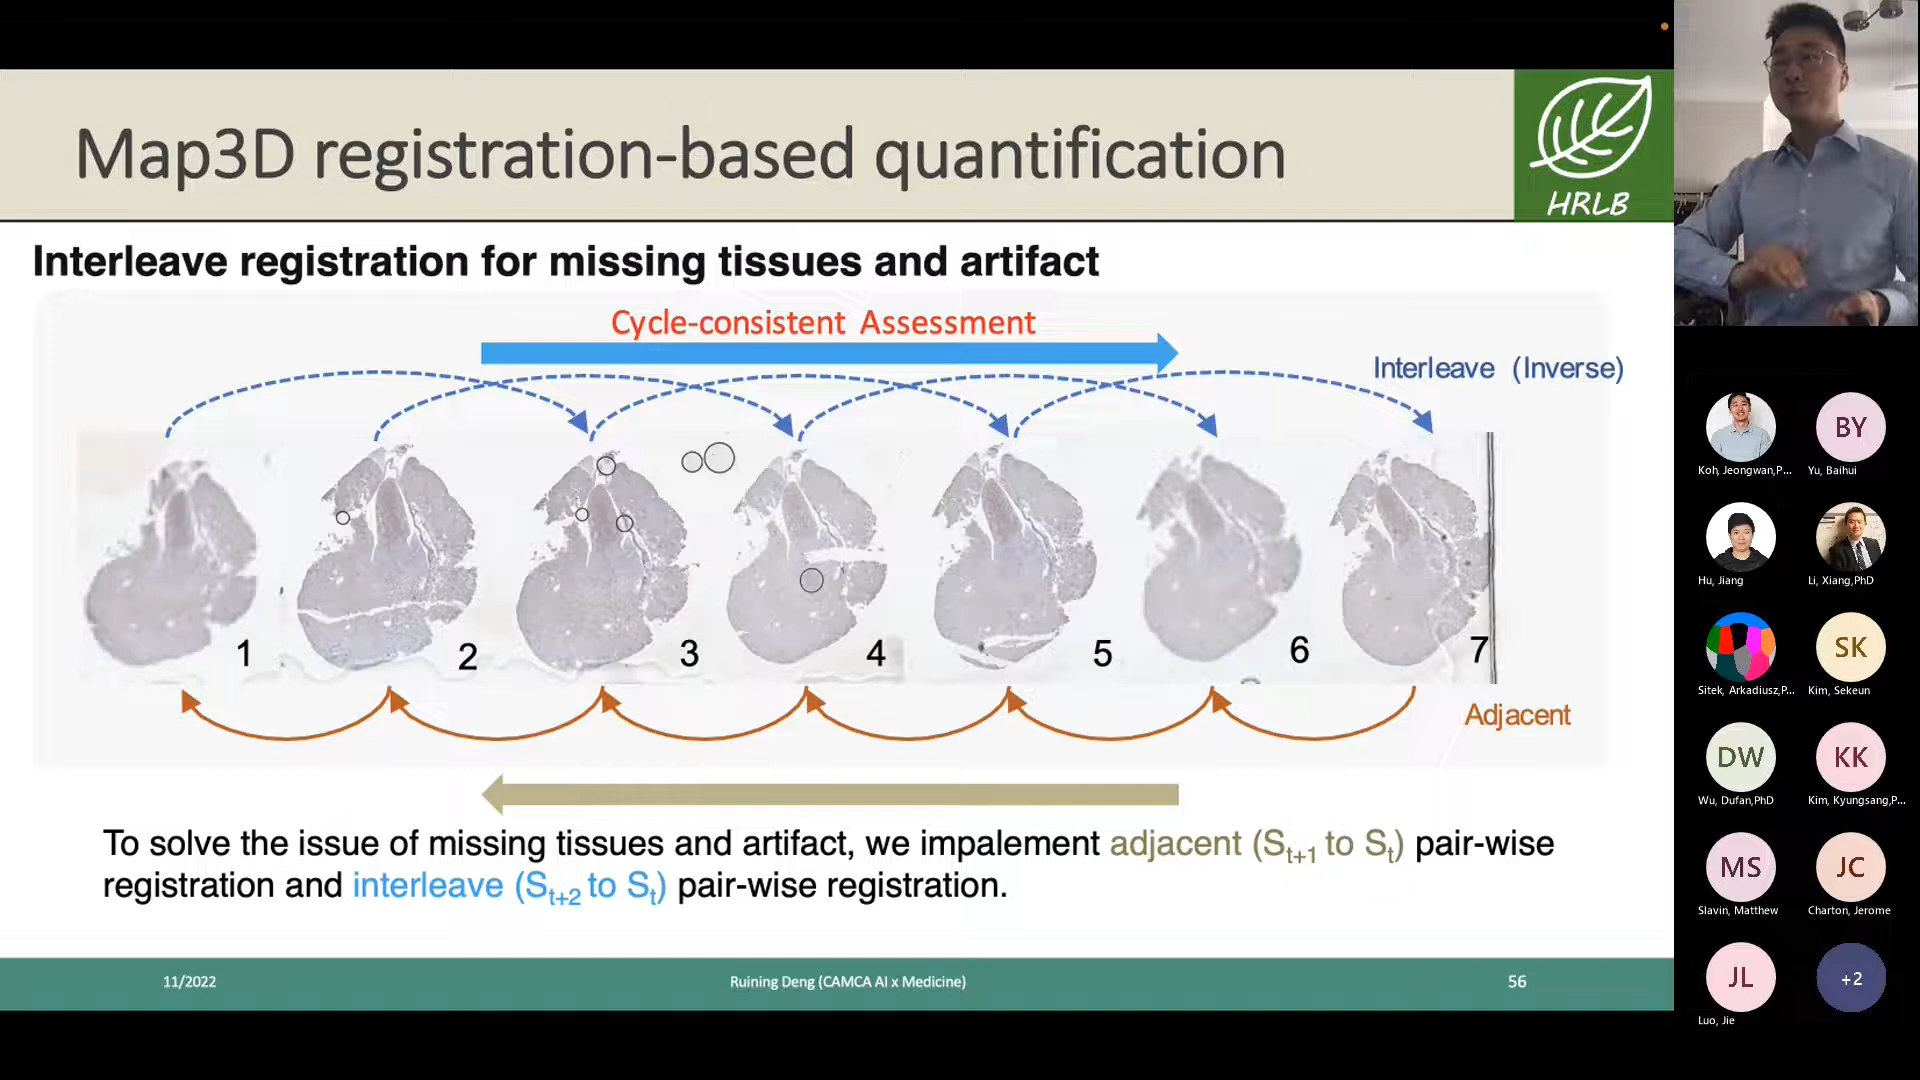 Map3D registration-based quantification
HRLB
Interleave registration for missing tissues and artifact
Cycle-consistent Assessment
Interleave (Inverse)
1
2
3
4
5
6
7
Adjacent
To solve the issue of missing tissues and artifact, we impalement adjacent (St+1 to St) pair-wise
registration and interleave (St+2 to St) pair-wise registration.
11/2022
Ruining Deng (CAMCA AI x Medicine)
56
Koh, Jeongwan,P...
BY
Yu, Baihui
Hu, Jiang
Li, Xiang,PhD
Sitek, Arkadiusz,P...
SK
Kim, Sekeun
DW
Wu, Dufan,PhD
KK
Kim, Kyungsang,P...
MS
Slavin, Matthew
JC
Charton, Jerome
JL
Luo, Jie
+2